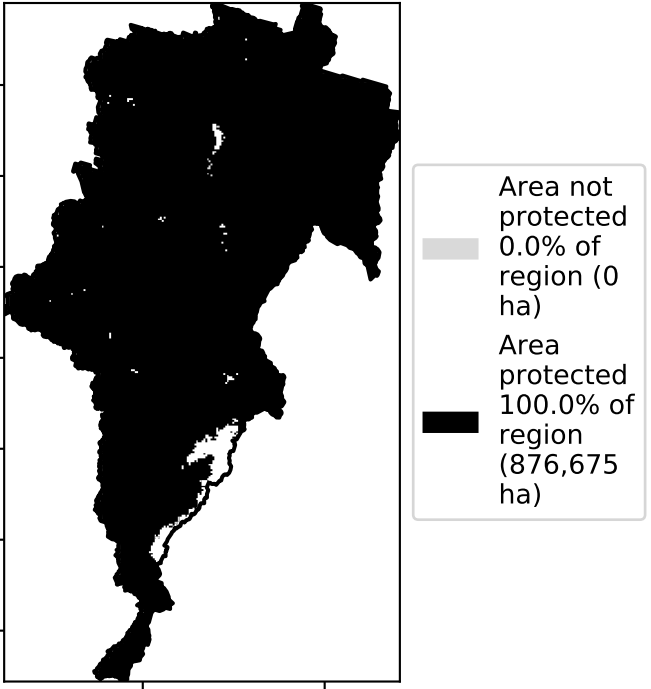 Area not
protected
0.0% of
region (0
ha)
Area
protected
100.0% of
region
(876,675
ha)